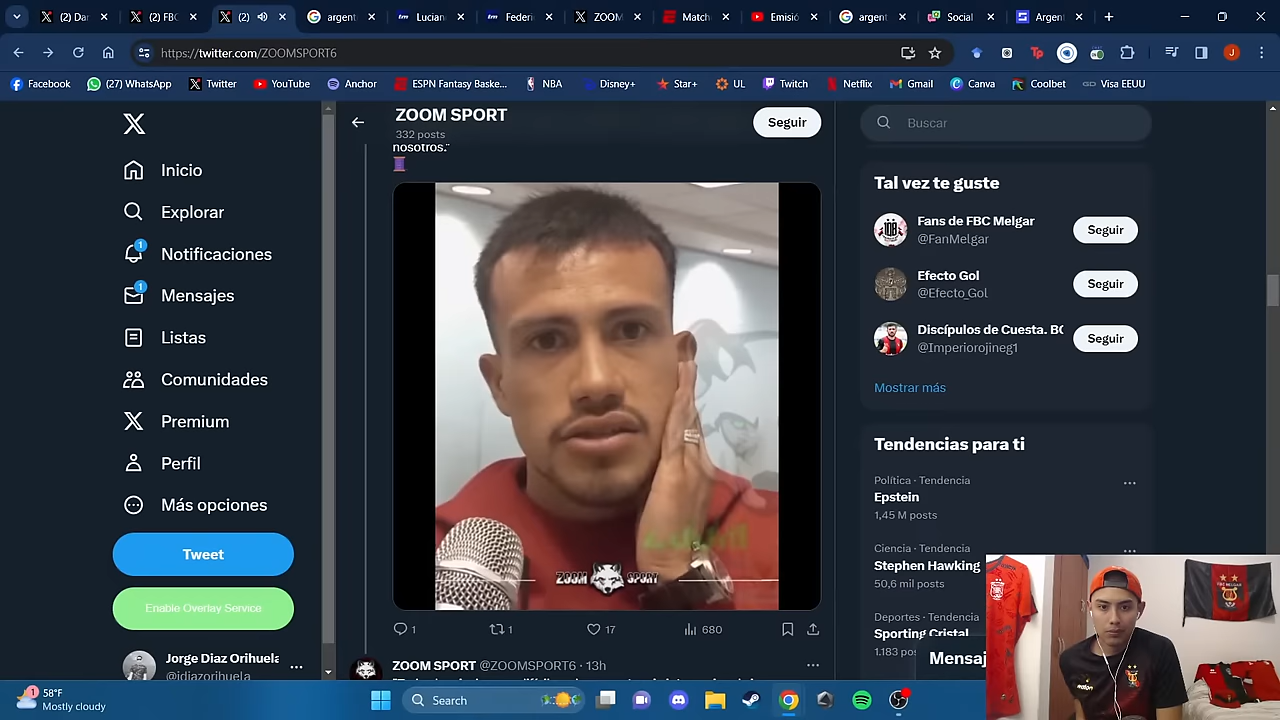 (2) Dar
(2) FBC
(2)
argent
Lucian
Federi
ZOOM
Match
Emisió
argent
Social
Argen
https://twitter.com/ZOOMSPORT6
Facebook
(27) WhatsApp
Twitter
YouTube
Anchor
ESPN Fantasy Baske...
NBA
Disney+
Star+
UL
Twitch
Netflix
Gmail
Canva
Coolbet
Visa EEUU
Inicio
Explorar
Notificaciones
Mensajes
Listas
Comunidades
Premium
Perfil
Más opciones
Tweet
Enable Overlay Service
Jorge Diaz Orihuela
@jdiazorihuela
ZOOM SPORT
332 posts
Seguir
nosotros."
ZOOM SPORT
1
1
17
680
ZOOM SPORT @ZOOMSPORT6 · 13h
Buscar
Tal vez te guste
Fans de FBC Melgar
@FanMelgar
Seguir
Efecto Gol
@Efecto_Gol
Seguir
Discípulos de Cuesta. BC
@Imperiorojineg1
Seguir
Mostrar más
Tendencias para ti
Política · Tendencia
Epstein
1,45 M posts
Ciencia · Tendencia
Stephen Hawking
50,6 mil posts
Deportes · Tendencia
Sporting Cristal
1.183 pos
Mensaj
FBC MELGAR
58°F
Mostly cloudy
Search